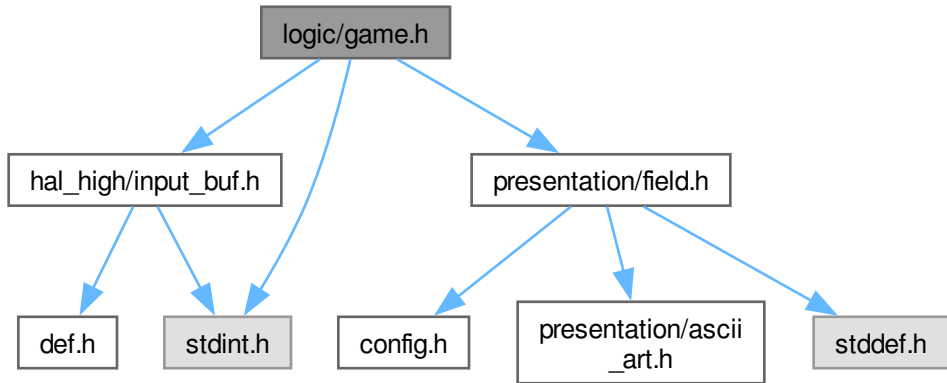 logic/game.h
hal_high/input_buf.h
presentation/field.h
def.h
stdint.h
config.h
presentation/ascii
_art.h
stddef.h